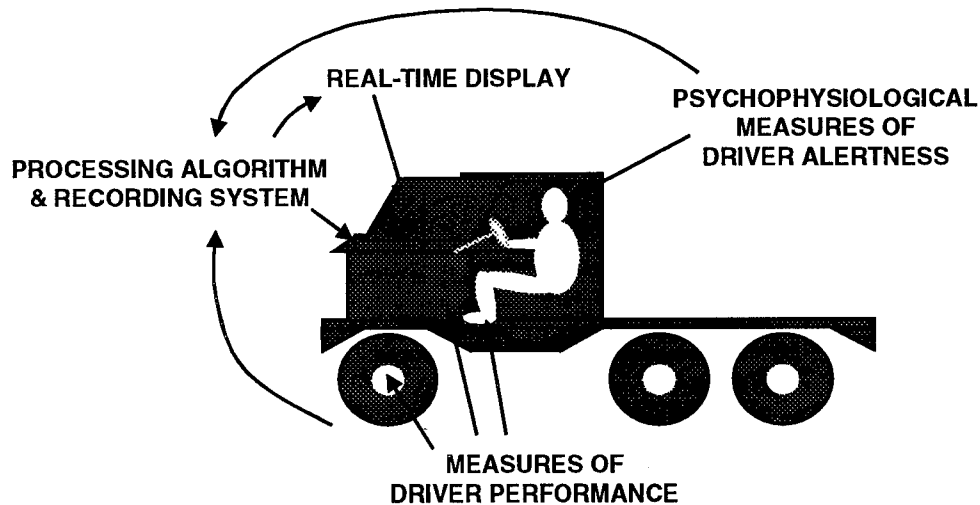 REAL-TIME DISPLAY
PSYCHOPHYSIOLOGICAL
MEASURES OF
DRIVER ALERTNESS
PROCESSING ALGORITHM
& RECORDING SYSTEM
MEASURES OF
DRIVER PERFORMANCE